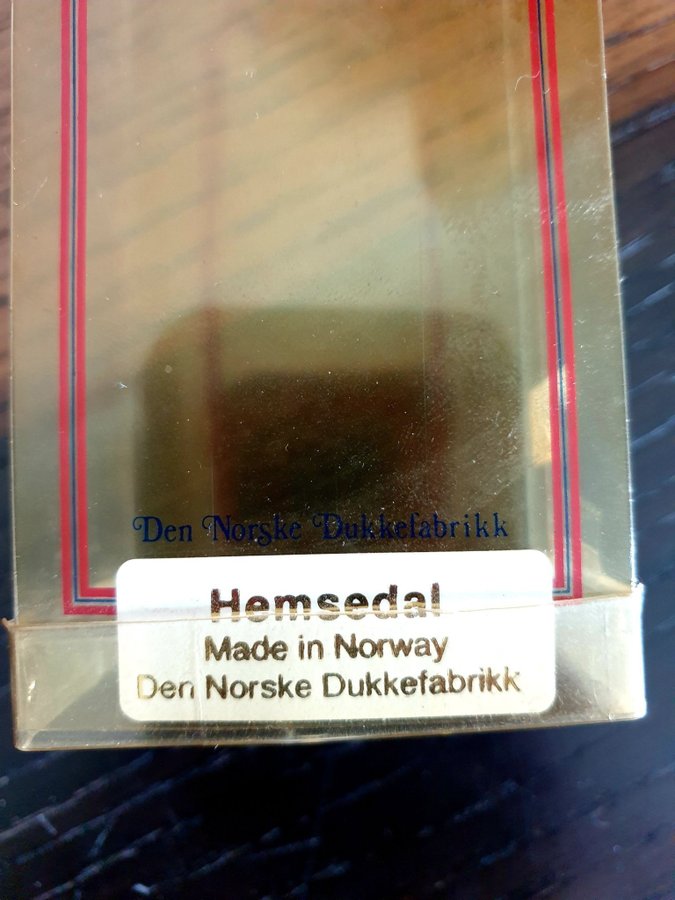 Den Norske Dukkefabrikk
Hemsedal
Made in Norway
Den Norske Dukkefabrikk